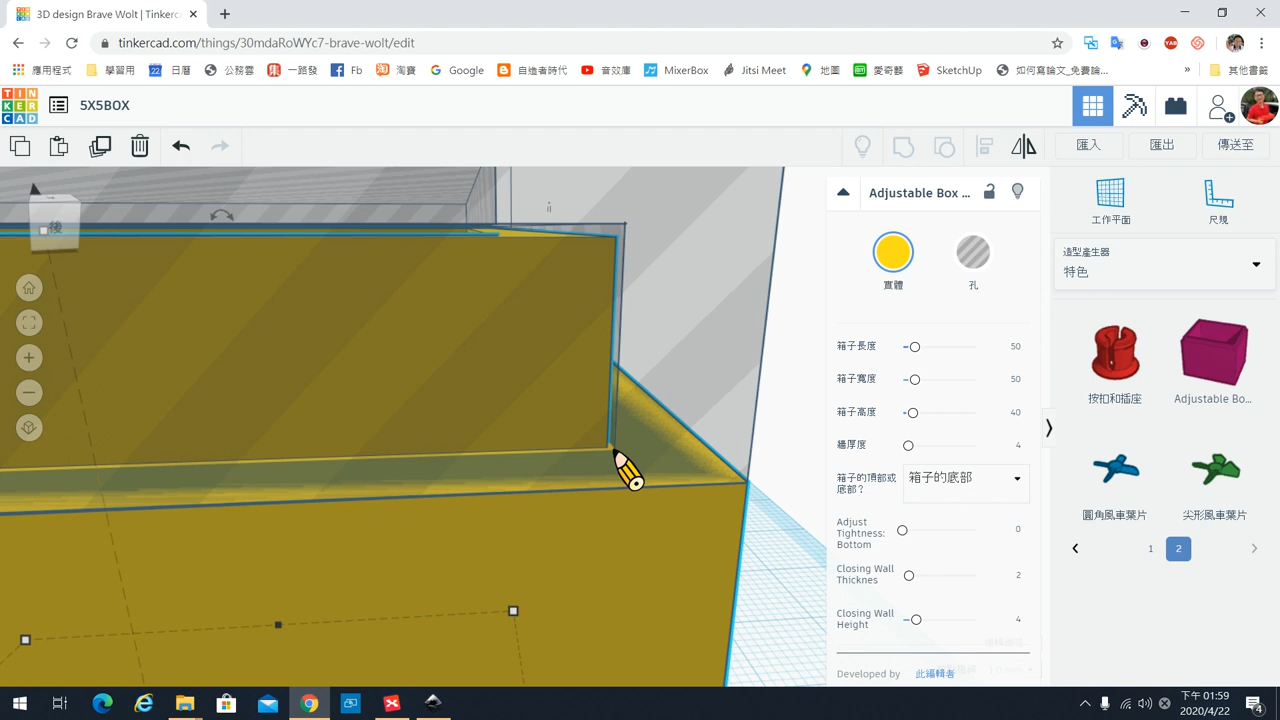 3D design Brave Wolt | Tinkerc
tinkercad.com/things/30mdaRoWYc7-brave-wolt/edit
應用程式 學習用 22 日曆 公務雲 集 一路發 Fb 淘寶 Google 自造者時代 音效庫 MixerBox Jitsi Meet 地圖 愛奇藝 SketchUp 如何寫論文_免費論... » 其他書籤
TIN
KER
CAD
5X5BOX
匯入 匯出 傳送至
後
Adjustable Box ...
實體 孔
箱子長度 50
箱子寬度 50
箱子高度 40
牆厚度 4
箱子的頂部或
底部？
箱子的底部
Adjust
Tightness:
Bottom
0
Closing Wall
Thicknes
2
Closing Wall
Height
4
Developed by 此編輯者
工作平面 尺規
造型產生器
特色
按扣和插座 Adjustable Bo...
圓角風車葉片 尖形風車葉片
1 2
下午 01:59
2020/4/22
4